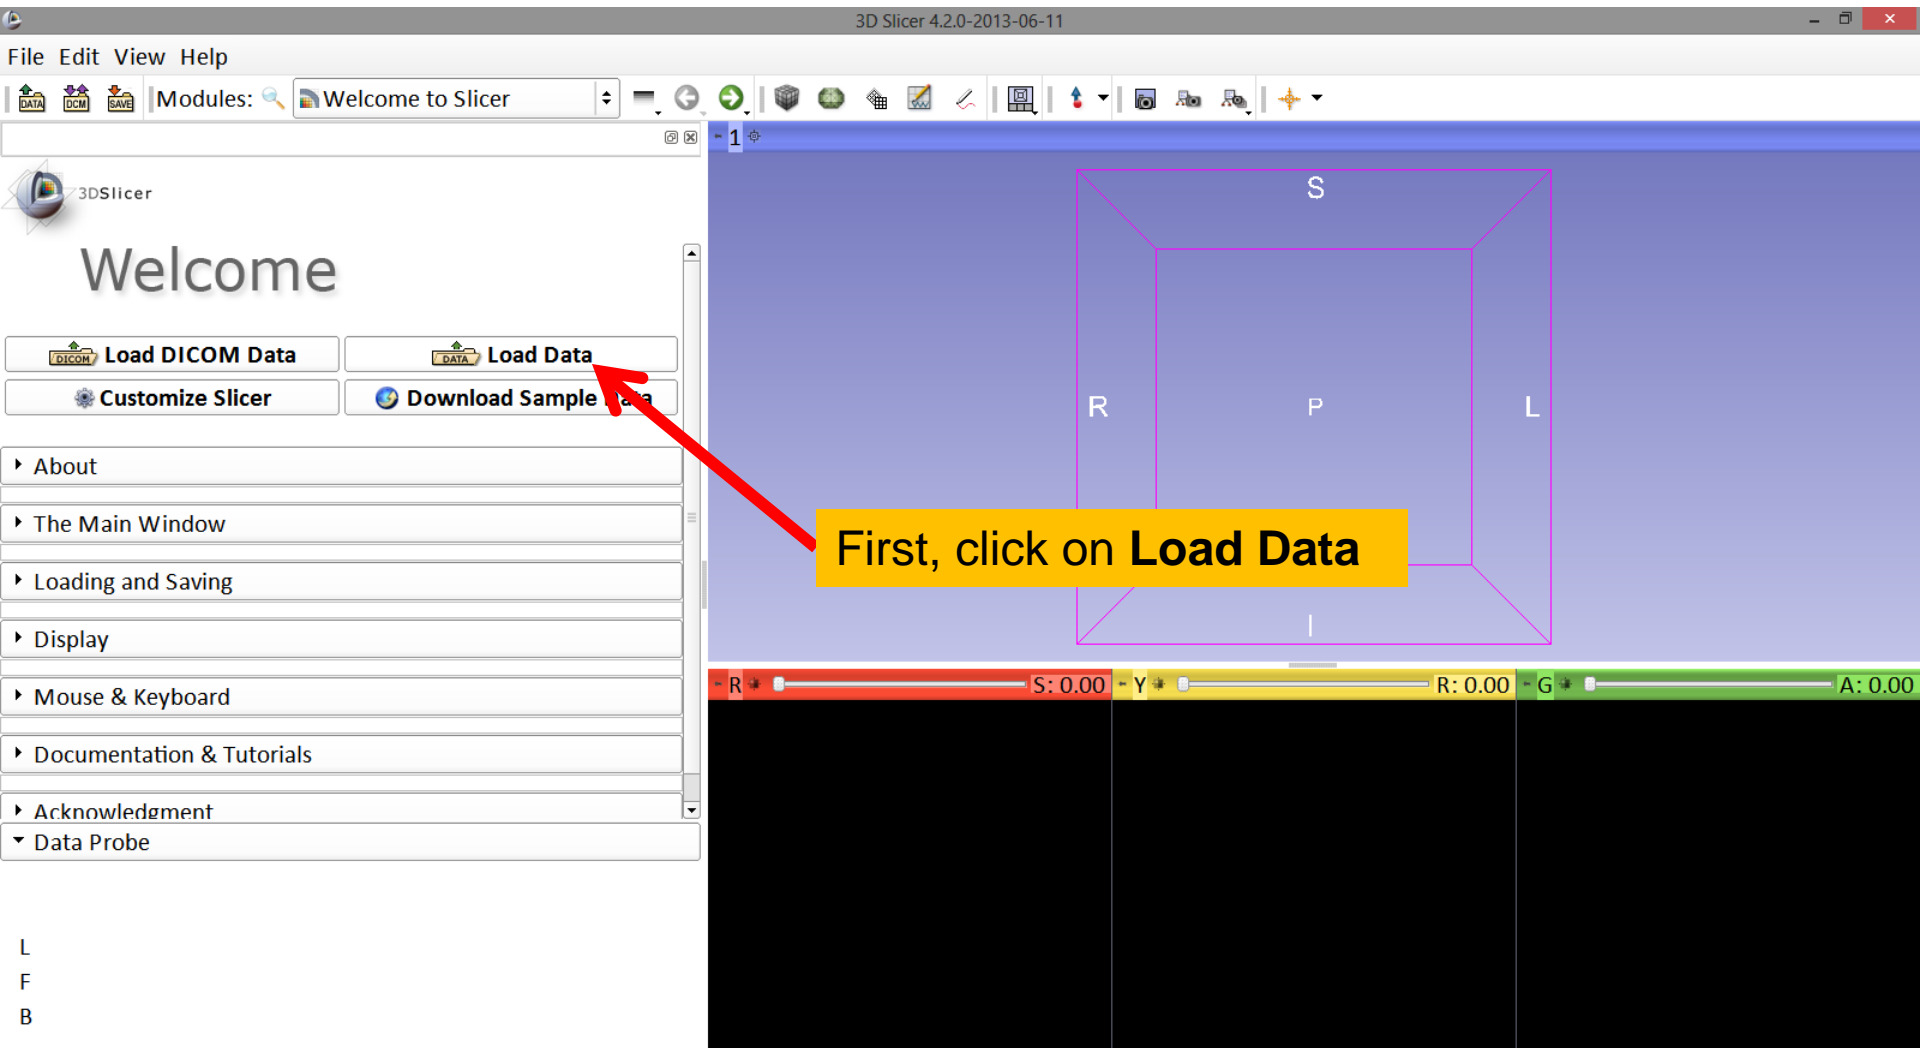 3D Slicer 4.2.0-2013-06-11
File Edit View Help
DATA DCM SAVE Modules: Welcome to Slicer
1
3DSlicer
Welcome
DICOM Load DICOM Data
DATA Load Data
Customize Slicer
Download Sample Data
About
The Main Window
Loading and Saving
Display
Mouse & Keyboard
Documentation & Tutorials
Acknowledgment
Data Probe
L
F
B
S
R P L
First, click on Load Data
I
R S: 0.00 Y R: 0.00 G A: 0.00